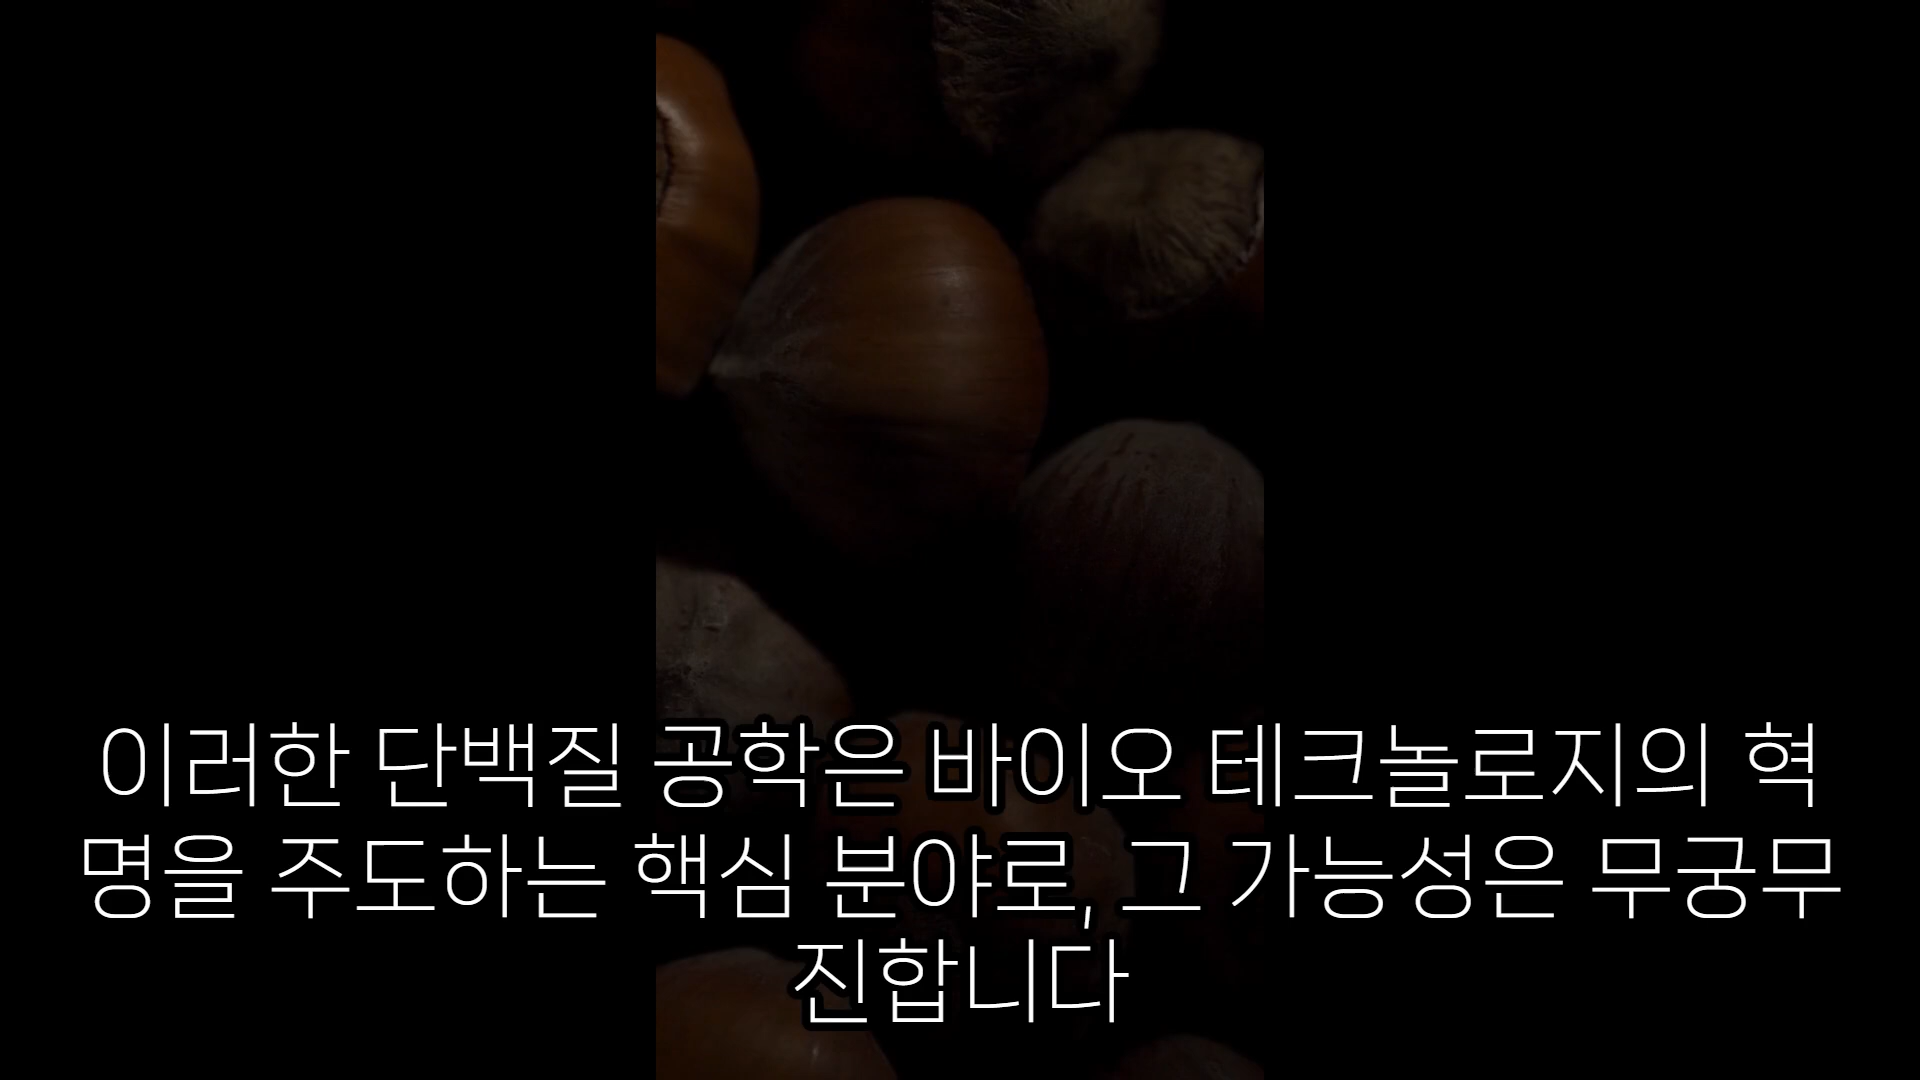 이러한 단백질 공학은 바이오 테크놀로지의 혁
명을 주도하는 핵심 분야로, 그 가능성은 무궁무
진합니다